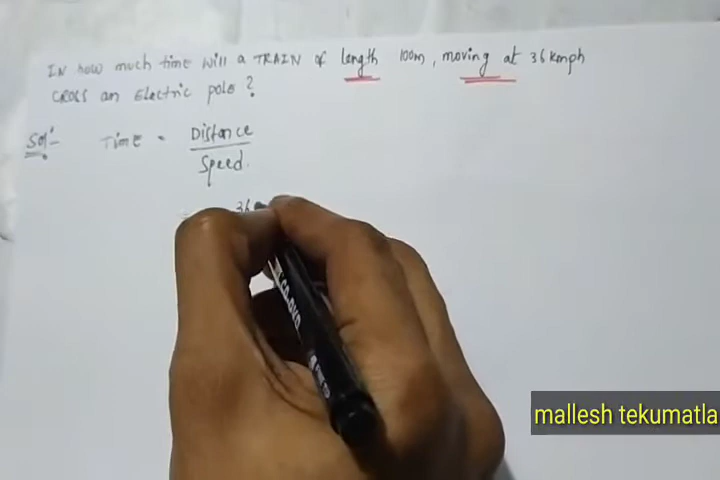 IN how much time will a TRAIN of length 100m, moving at 36 kmph
CROSS an Electric pole?
Sol:- Time = Distance
Speed.
= 36
mallesh tekumatla